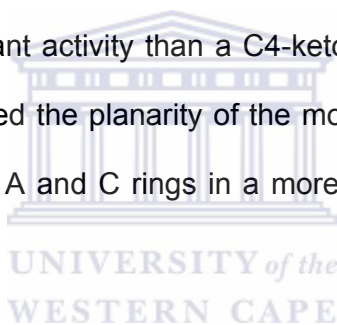 ant activity than a C4-keto
ed the planarity of the mo
A and C rings in a more
UNIVERSITY of the
WESTERN CAPE